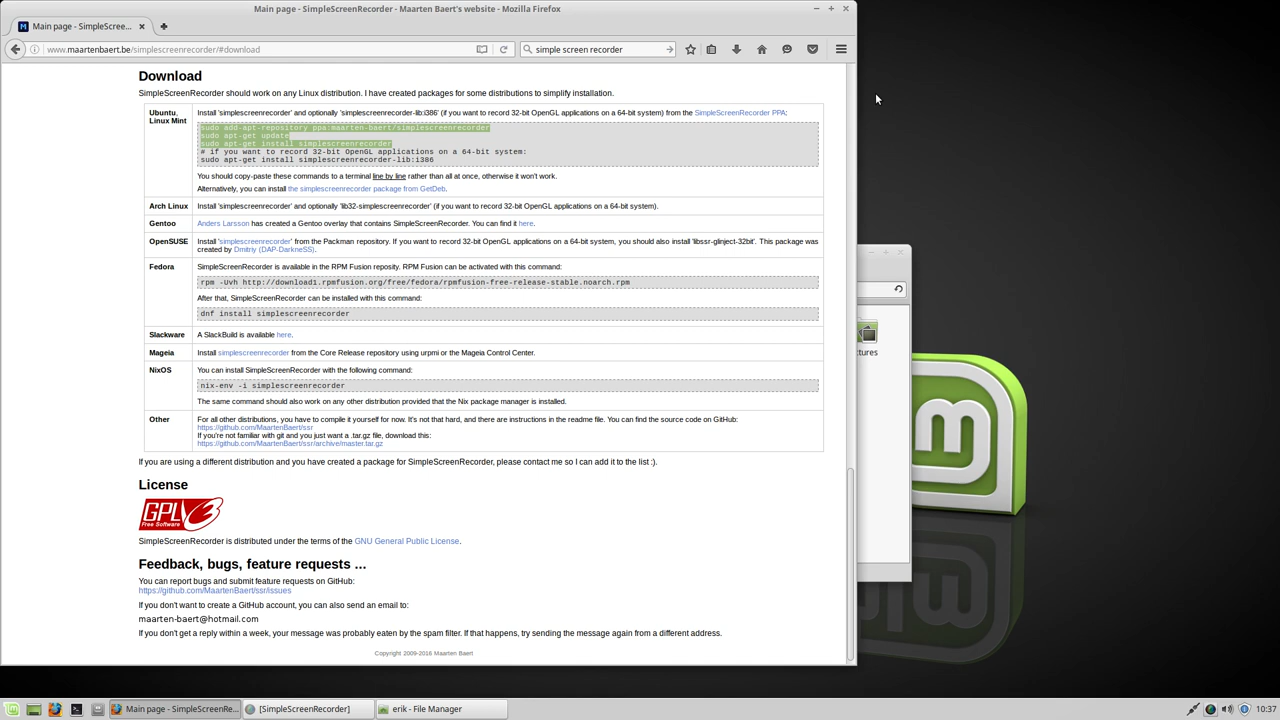 Main page - SimpleScreenRecorder - Maarten Baert's website - Mozilla Firefox
Main page - SimpleScree...
www.maartenbaert.be/simplescreenrecorder/#download
simple screen recorder
Download
SimpleScreenRecorder should work on any Linux distribution. I have created packages for some distributions to simplify installation.
Ubuntu, Linux Mint
Install 'simplescreenrecorder' and optionally 'simplescreenrecorder-lib:i386' (if you want to record 32-bit OpenGL applications on a 64-bit system) from the SimpleScreenRecorder PPA:
sudo add-apt-repository ppa:maarten-baert/simplescreenrecorder
sudo apt-get update
sudo apt-get install simplescreenrecorder
# if you want to record 32-bit OpenGL applications on a 64-bit system:
sudo apt-get install simplescreenrecorder-lib:i386
You should copy-paste these commands to a terminal line by line rather than all at once, otherwise it won't work.
Alternatively, you can install the simplescreenrecorder package from GetDeb.
Arch Linux
Install 'simplescreenrecorder' and optionally 'lib32-simplescreenrecorder' (if you want to record 32-bit OpenGL applications on a 64-bit system).
Gentoo
Anders Larsson has created a Gentoo overlay that contains SimpleScreenRecorder. You can find it here.
OpenSUSE
Install 'simplescreenrecorder' from the Packman repository. If you want to record 32-bit OpenGL applications on a 64-bit system, you should also install 'libssr-glinject-32bit'. This package was
created by Dmitriy (DAP-DarkneSS).
Fedora
SimpleScreenRecorder is available in the RPM Fusion reposity. RPM Fusion can be activated with this command:
rpm -Uvh http://download1.rpmfusion.org/free/fedora/rpmfusion-free-release-stable.noarch.rpm
After that, SimpleScreenRecorder can be installed with this command:
dnf install simplescreenrecorder
Slackware
A SlackBuild is available here.
Mageia
Install simplescreenrecorder from the Core Release repository using urpmi or the Mageia Control Center.
NixOS
You can install SimpleScreenRecorder with the following command:
nix-env -i simplescreenrecorder
The same command should also work on any other distribution provided that the Nix package manager is installed.
Other
For all other distributions, you have to compile it yourself for now. It's not that hard, and there are instructions in the readme file. You can find the source code on GitHub:
https://github.com/MaartenBaert/ssr
If you're not familiar with git and you just want a .tar.gz file, download this:
https://github.com/MaartenBaert/ssr/archive/master.tar.gz
If you are using a different distribution and you have created a package for SimpleScreenRecorder, please contact me so I can add it to the list :).
License
GPL 3
Free Software
SimpleScreenRecorder is distributed under the terms of the GNU General Public License.
Feedback, bugs, feature requests ...
You can report bugs and submit feature requests on GitHub:
https://github.com/MaartenBaert/ssr/issues
If you don't want to create a GitHub account, you can also send an email to:
maarten-baert@hotmail.com
If you don't get a reply within a week, your message was probably eaten by the spam filter. If that happens, try sending the message again from a different address.
Copyright 2009-2016 Maarten Baert
tures
Main page - SimpleScreenRe...
[SimpleScreenRecorder]
erik - File Manager
10:37